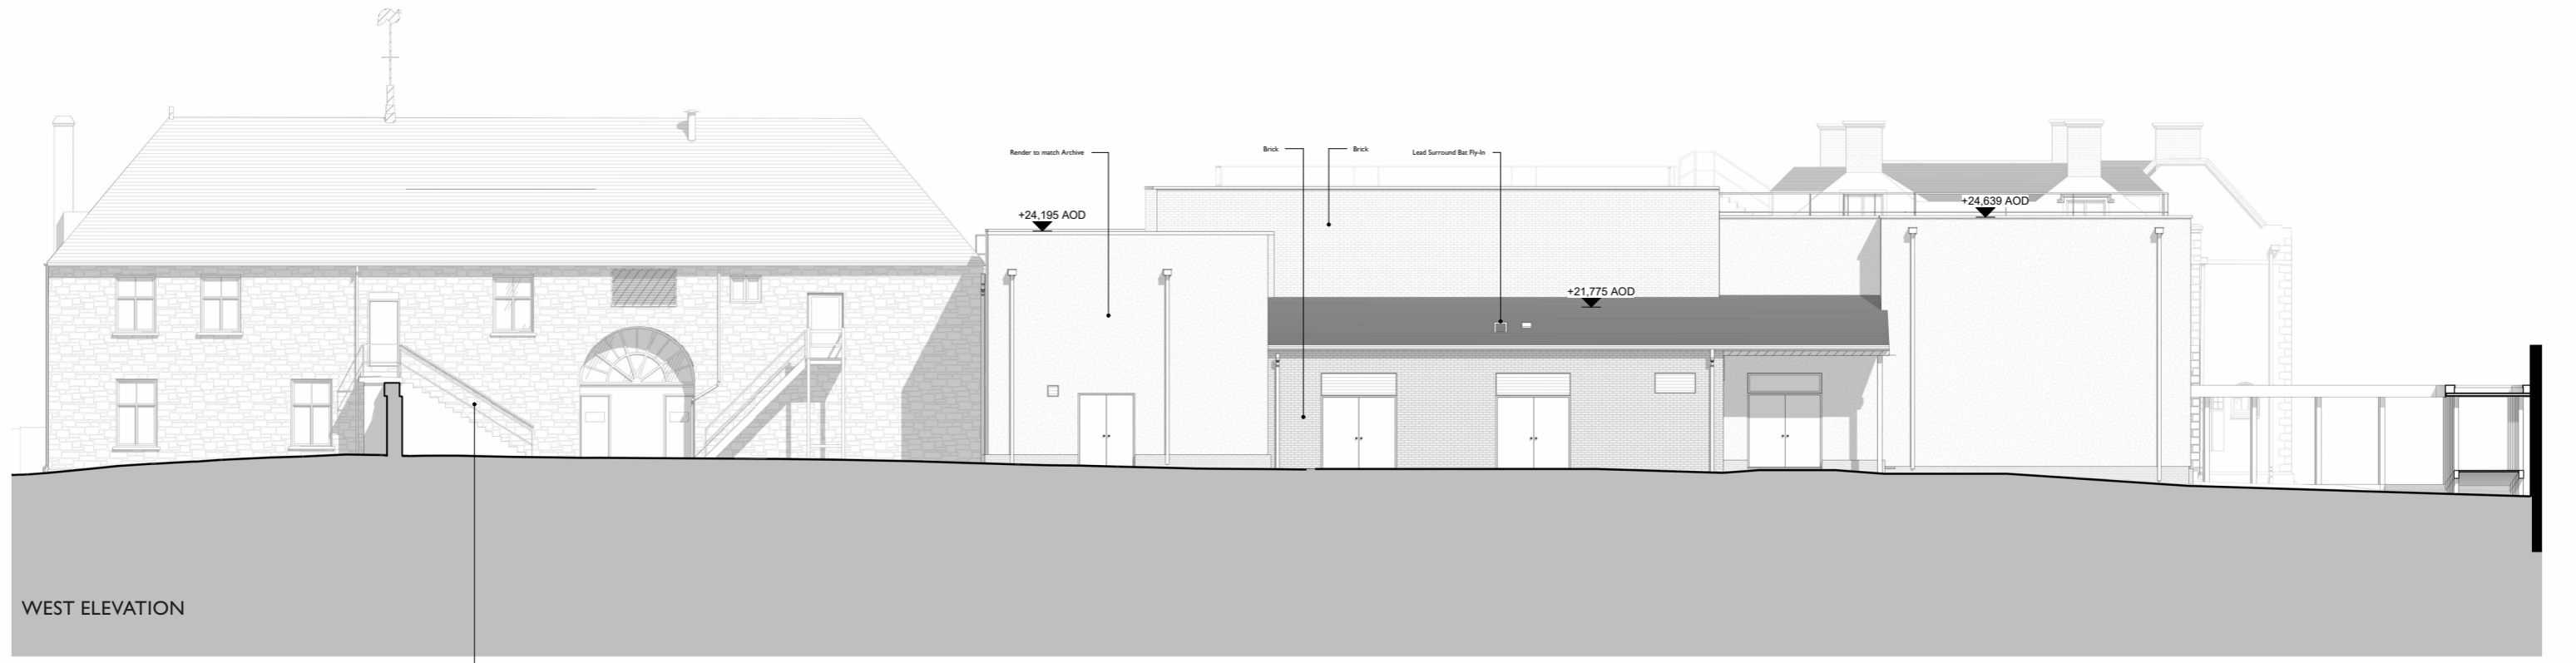 Render to match Archive
Brick
Brick
Lead Surround Bat Fly-In
+24,195 AOD
+24,639 AOD
+21,775 AOD
WEST ELEVATION